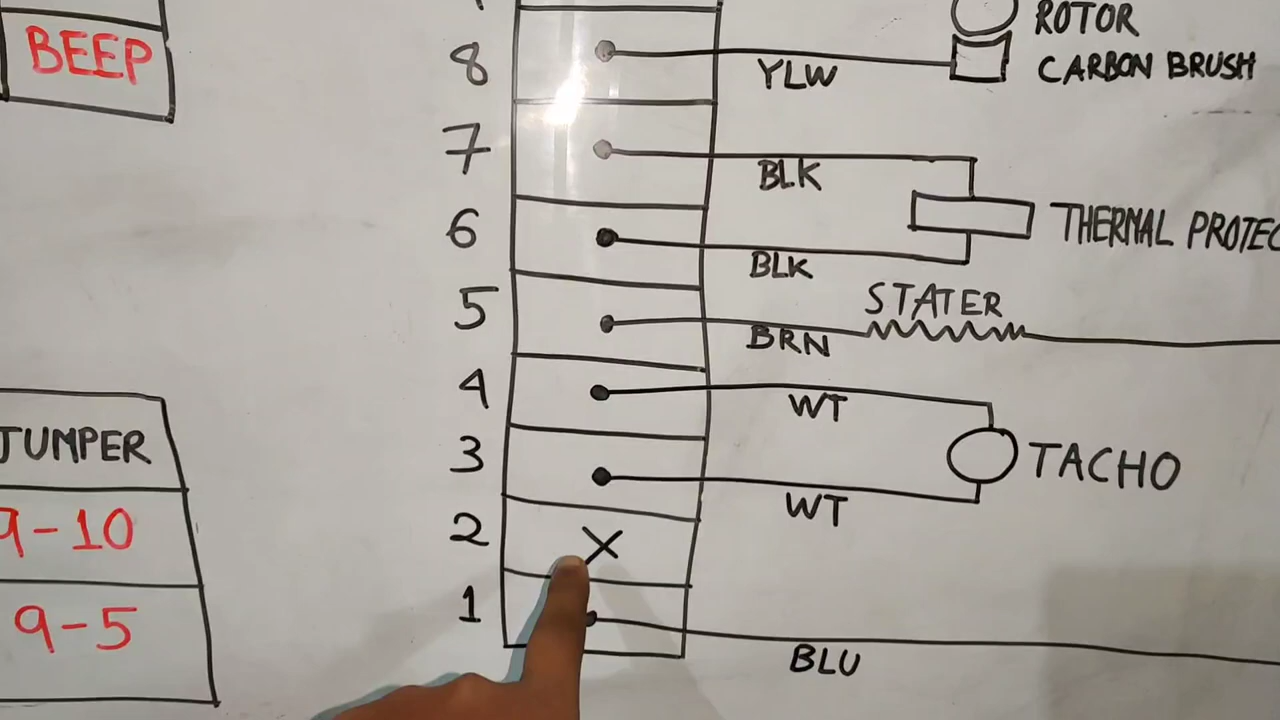 BEEP
JUMPER
9-10
9-5
8
7
6
5
4
3
2 X
1
YLW
ROTOR
CARBON BRUSH
BLK
THERMAL PROTEC
BLK
STATER
BRN
WT
TACHO
WT
BLU